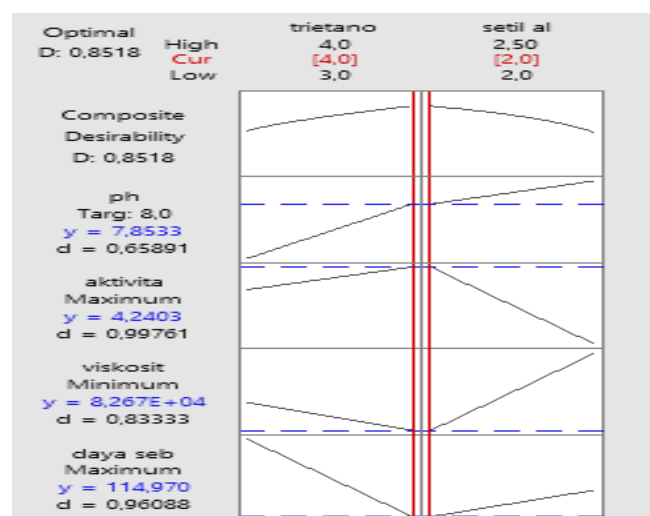 Optimal
D: 0,8518
trietano setil al
High 4,0 2,50
Cur [4,0] [2,0]
Low 3,0 2,0
Composite
Desirability
D: 0,8518
ph
Targ: 8,0
y = 7,8533
d = 0,65891
aktivita
Maximum
y = 4,2403
d = 0,99761
viskosit
Minimum
y = 8,267E+04
d = 0,83333
daya seb
Maximum
y = 114,970
d = 0,96088